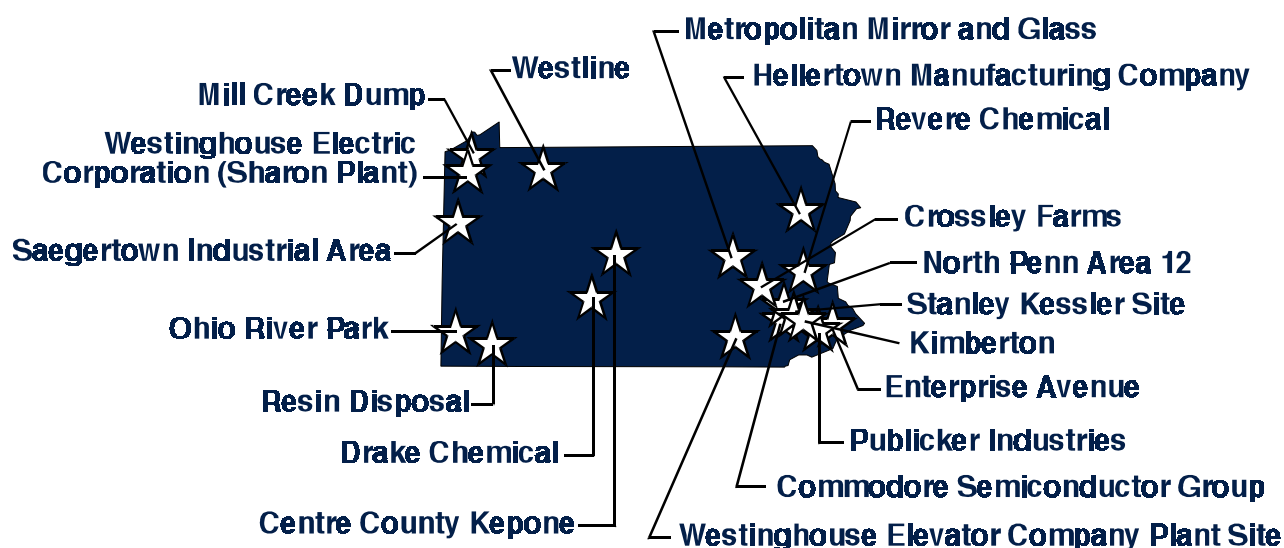 Metropolitan Mirror and Glass
Westline
Hellertown Manufacturing Company
Mill Creek Dump
Revere Chemical
Westinghouse Electric
Corporation (Sharon Plant)
Crossley Farms
Saegertown Industrial Area
North Penn Area 12
Stanley Kessler Site
Ohio River Park
Kimberton
Enterprise Avenue
Resin Disposal
Publicker Industries
Drake Chemical
Commodore Semiconductor Group
Centre County Kepone
Westinghouse Elevator Company Plant Site